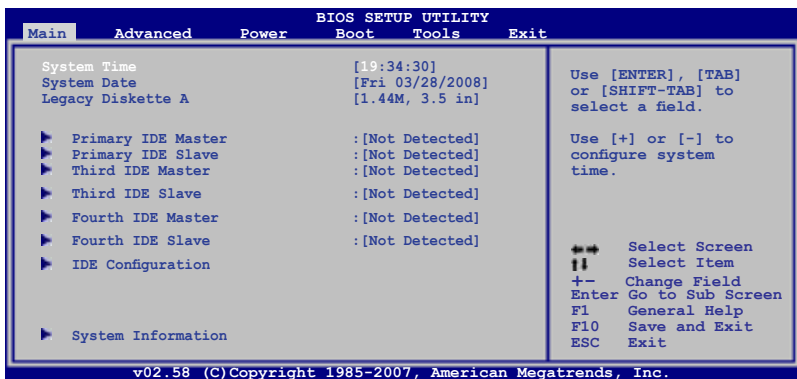 BIOS SETUP UTILITY
Main Advanced Power Boot Tools Exit
System Time [19:34:30]
System Date [Fri 03/28/2008]
Legacy Diskette A [1.44M, 3.5 in]
Primary IDE Master :[Not Detected]
Primary IDE Slave :[Not Detected]
Third IDE Master :[Not Detected]
Third IDE Slave :[Not Detected]
Fourth IDE Master :[Not Detected]
Fourth IDE Slave :[Not Detected]
IDE Configuration
System Information
Use [ENTER], [TAB]
or [SHIFT-TAB] to
select a field.
Use [+] or [-] to
configure system
time.
Select Screen
Select Item
+- Change Field
Enter Go to Sub Screen
F1 General Help
F10 Save and Exit
ESC Exit
v02.58 (C)Copyright 1985-2007, American Megatrends, Inc.